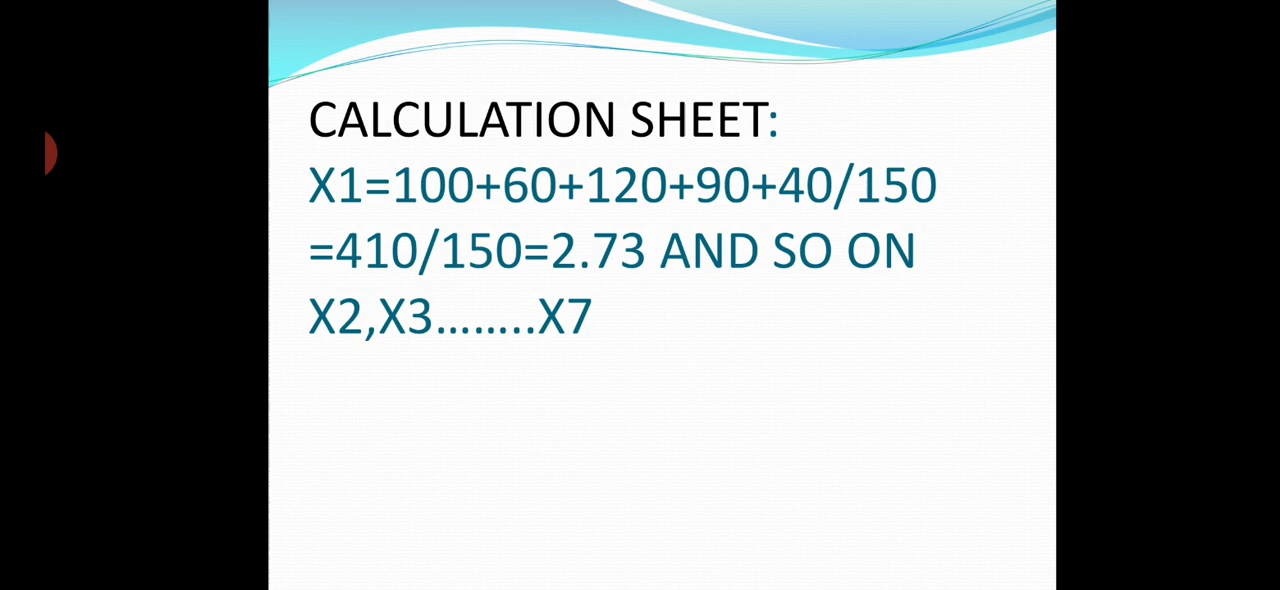 CALCULATION SHEET:
X1=100+60+120+90+40/150
=410/150=2.73 AND SO ON
X2,X3........X7